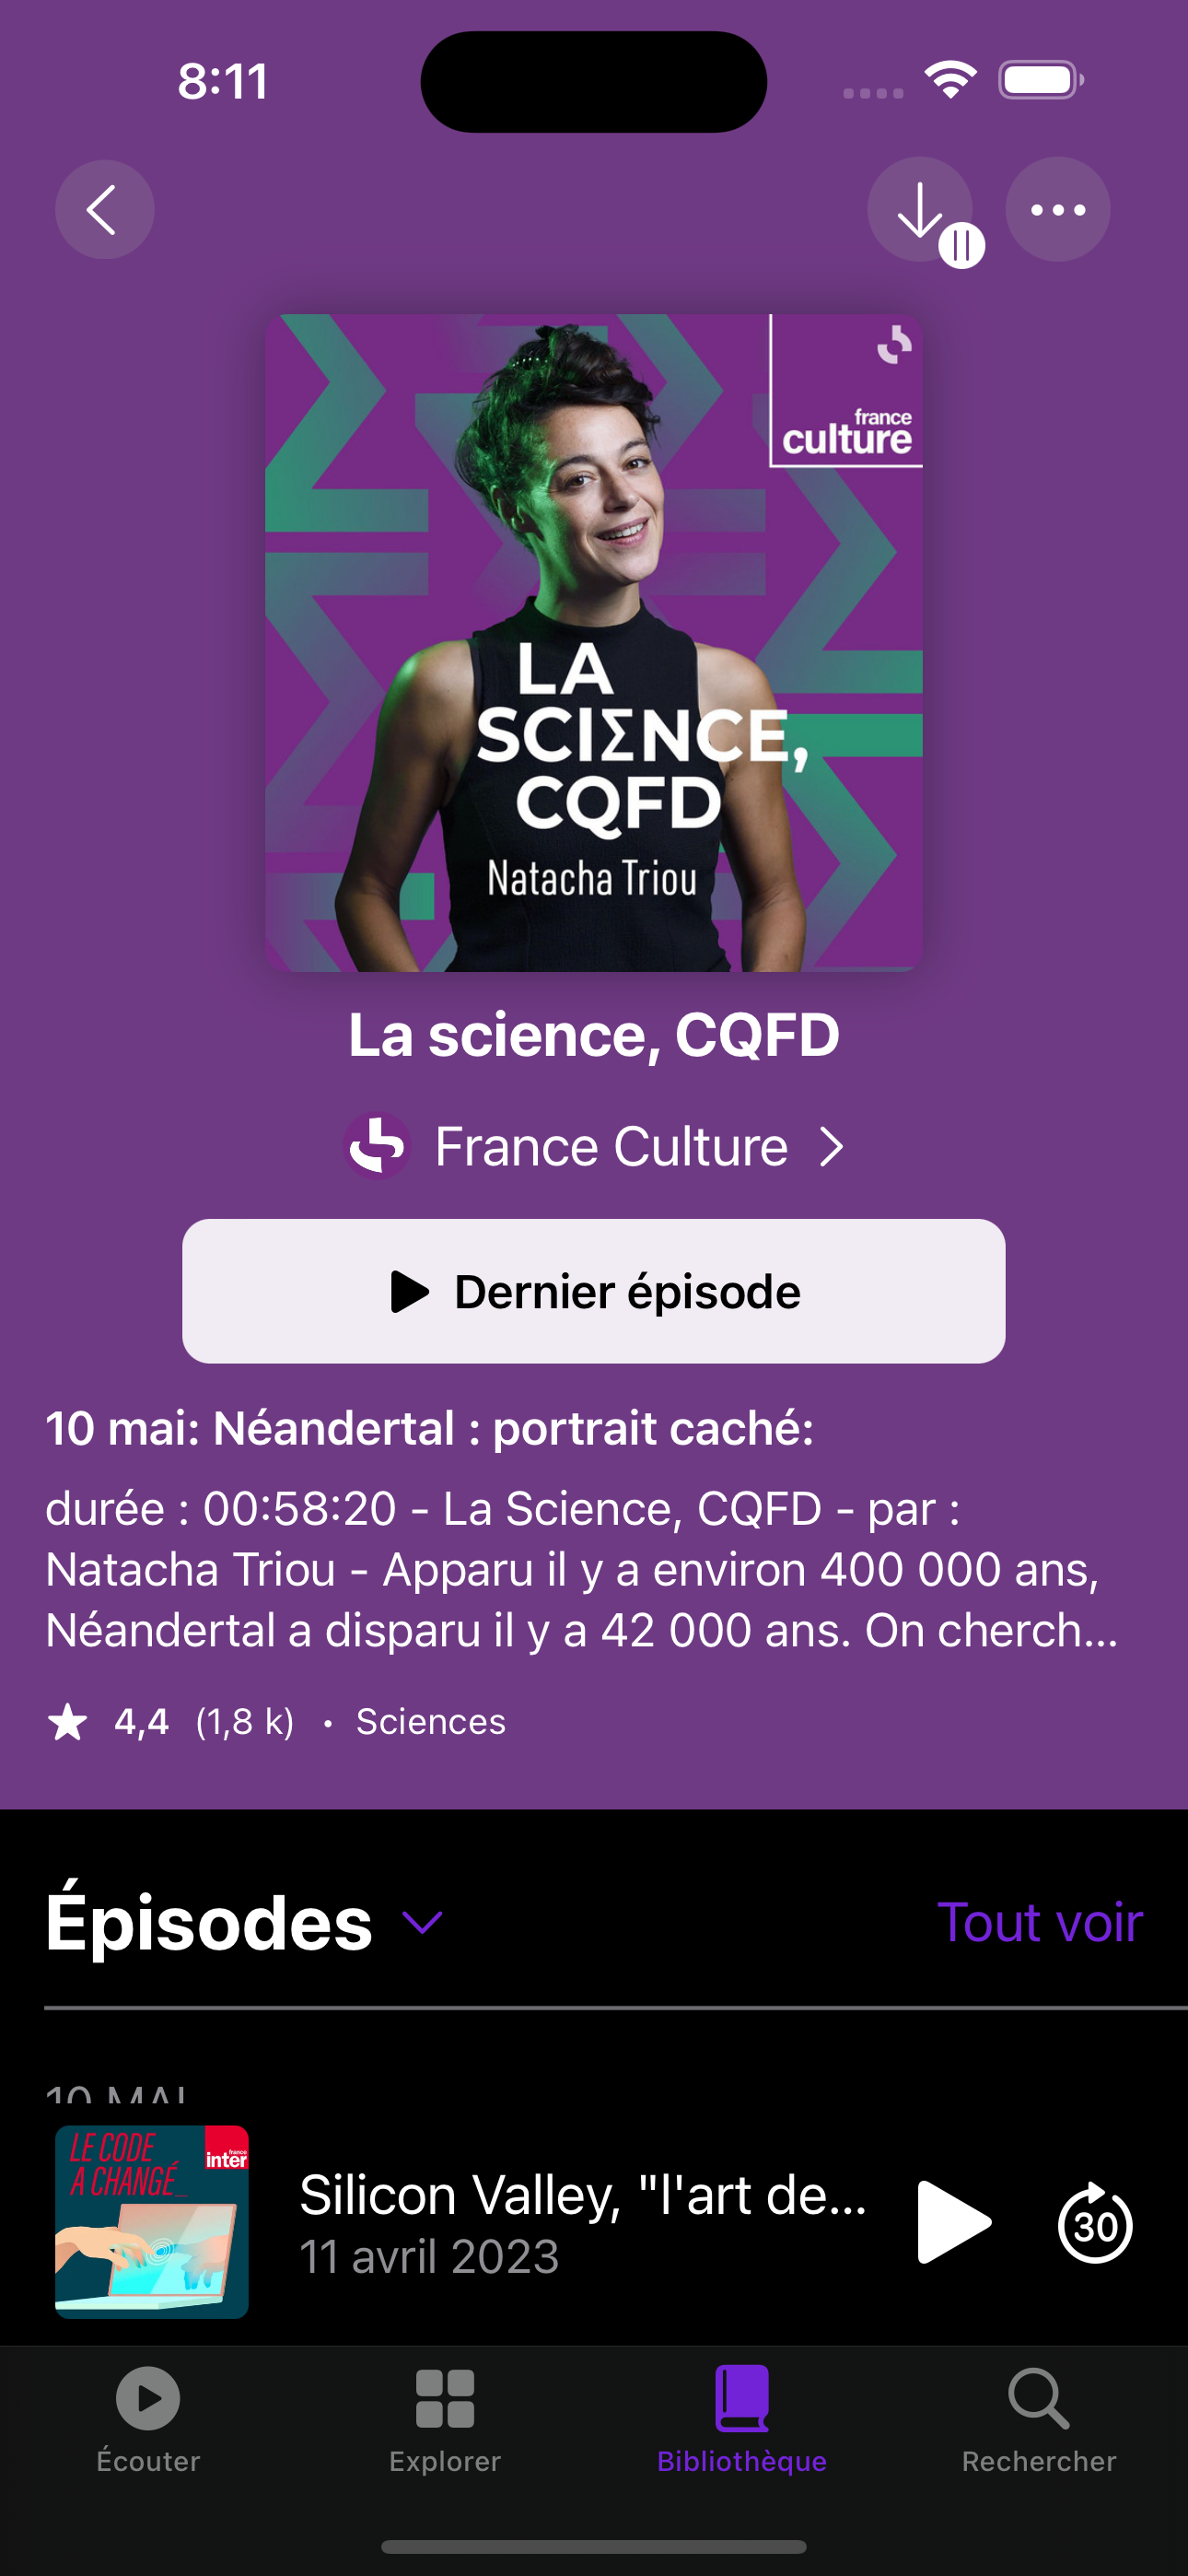 8:11
france
culture
LA
SCIΣNCE,
CQFD
Natacha Triou
La science, CQFD
France Culture
Dernier épisode
10 mai: Néandertal : portrait caché:
durée : 00:58:20 - La Science, CQFD - par :
Natacha Triou - Apparu il y a environ 400 000 ans,
Néandertal a disparu il y a 42 000 ans. On cherch...
4,4 (1,8 k) • Sciences
Épisodes
Tout voir
10 MAI
LE CODE
A CHANGÉ_
france
inter
Silicon Valley, "l'art de...
11 avril 2023
30
Écouter
Explorer
Bibliothèque
Rechercher